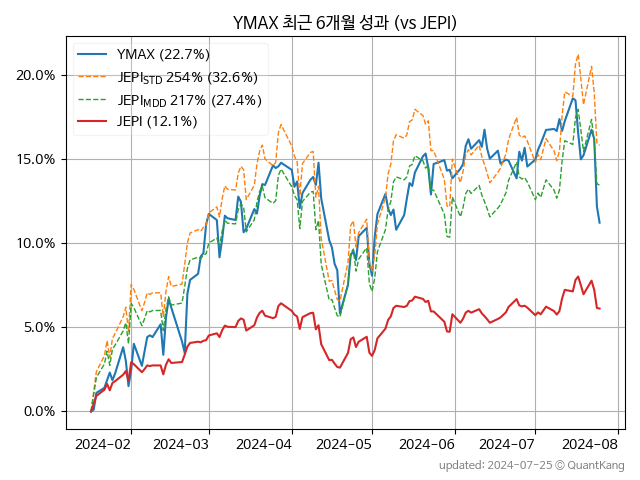 YMAX 최근 6개월 성과 (vs JEPI)
YMAX (22.7%)
JEPI_STD 254% (32.6%)
JEPI_MDD 217% (27.4%)
JEPI (12.1%)
20.0%
15.0%
10.0%
5.0%
0.0%
2024-02 2024-03 2024-04 2024-05 2024-06 2024-07 2024-08
updated: 2024-07-25 © QuantKang